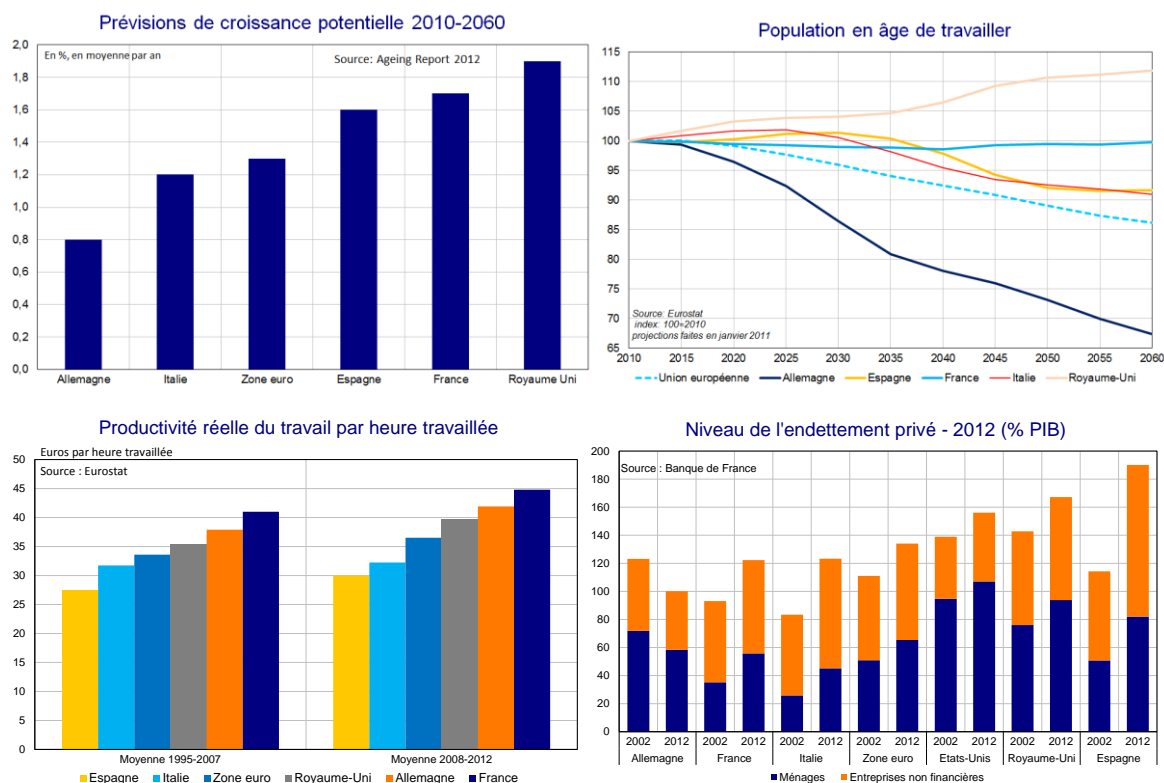 Prévisions de croissance potentielle 2010-2060
En %, en moyenne par an
Source: Ageing Report 2012
2,0
1,8
1,6
1,4
1,2
1,0
0,8
0,6
0,4
0,2
0,0
Allemagne Italie Zone euro Espagne France Royaume Uni
Population en âge de travailler
115
110
105
100
95
90
85
80
75
70
65
Source: Eurostat
index: 100=2010
projections faites en janvier 2011
2010 2015 2020 2025 2030 2035 2040 2045 2050 2055 2060
Union européenne Allemagne Espagne France Italie Royaume-Uni
Productivité réelle du travail par heure travaillée
Euros par heure travaillée
Source : Eurostat
50
45
40
35
30
25
20
15
10
5
0
Moyenne 1995-2007 Moyenne 2008-2012
Espagne Italie Zone euro Royaume-Uni Allemagne France
Niveau de l'endettement privé - 2012 (% PIB)
Source : Banque de France
200
180
160
140
120
100
80
60
40
20
0
2002 2012 2002 2012 2002 2012 2002 2012 2002 2012 2002 2012 2002 2012
Allemagne France Italie Zone euro Etats-Unis Royaume-Uni Espagne
Ménages Entreprises non financières